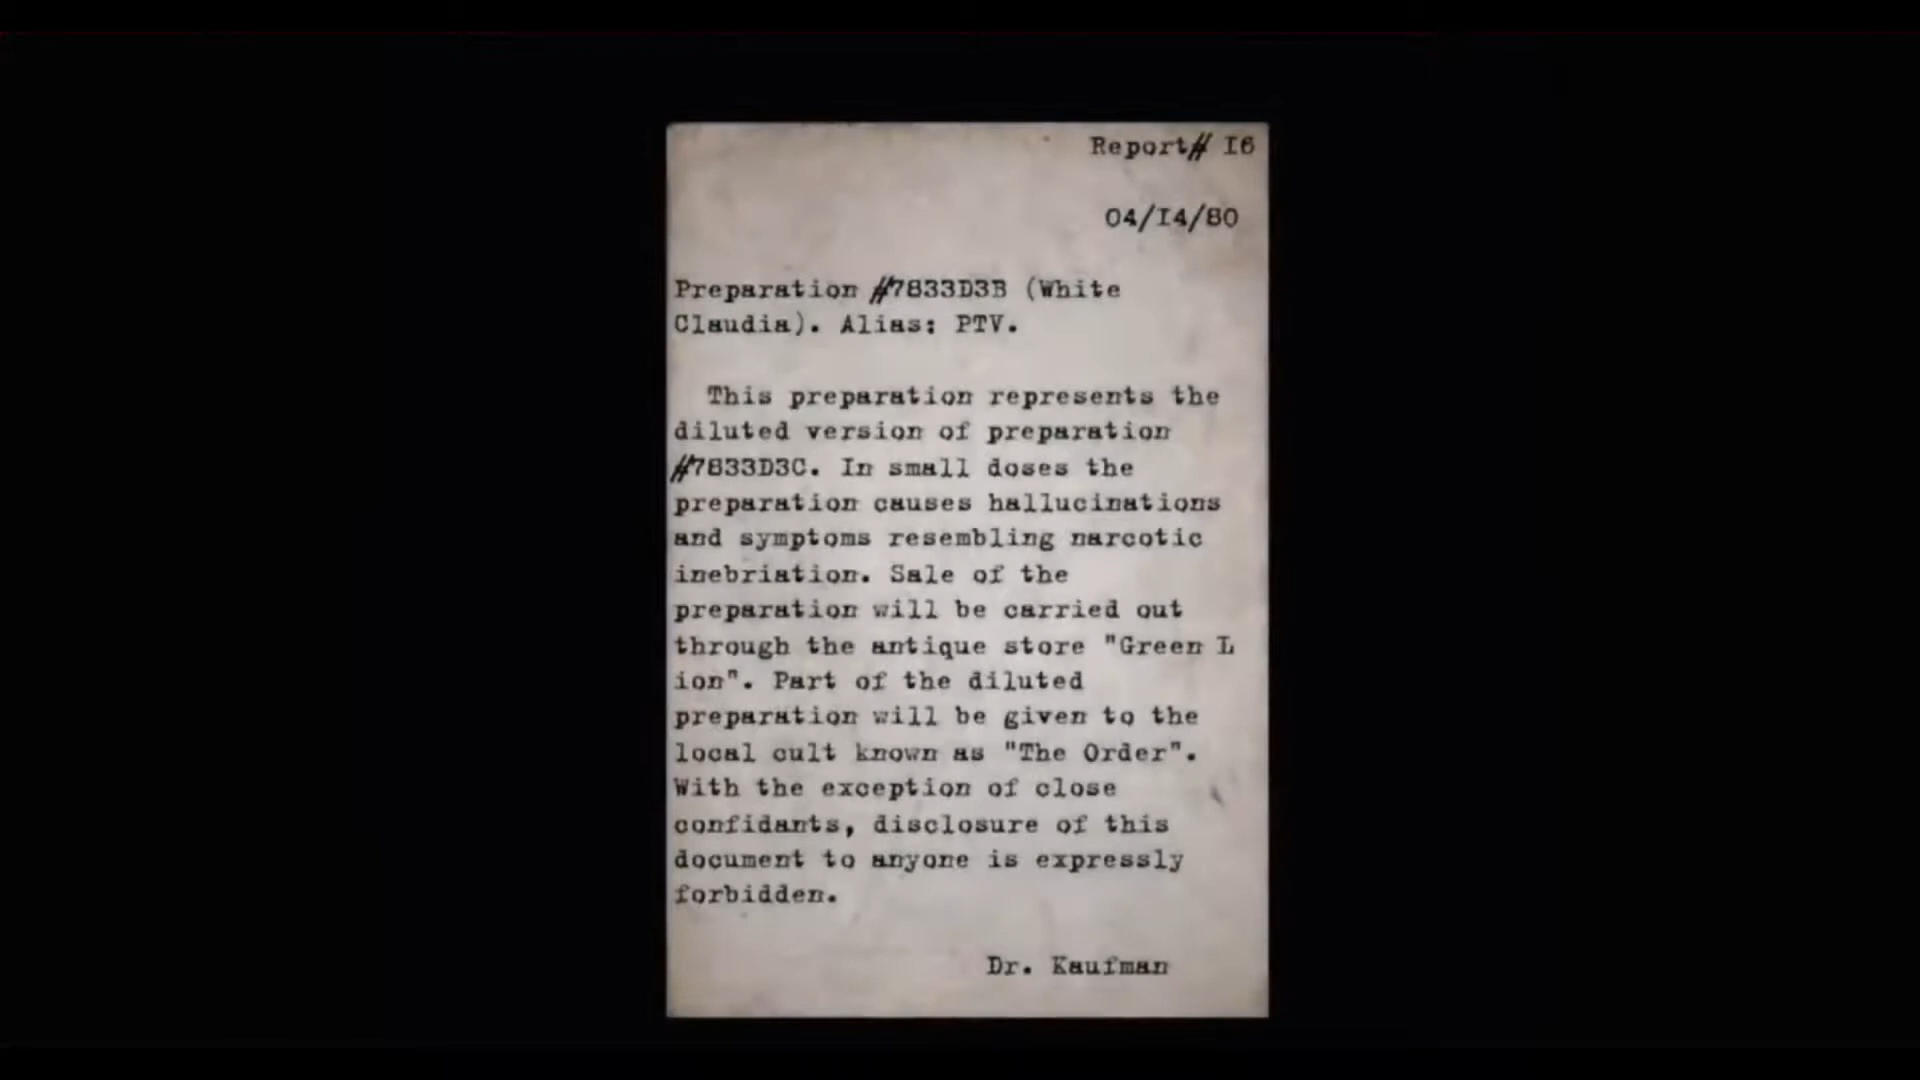 Report# I6
04/I4/80
Preparation #7833D3B (White
Claudia). Alias: PTV.
This preparation represents the
diluted version of preparation
#7833D3C. In small doses the
preparation causes hallucinations
and symptoms resembling narcotic
inebriation. Sale of the
preparation will be carried out
through the antique store "Green L
ion". Part of the diluted
preparation will be given to the
local cult known as "The Order".
With the exception of close
confidants, disclosure of this
document to anyone is expressly
forbidden.
Dr. Kaufman